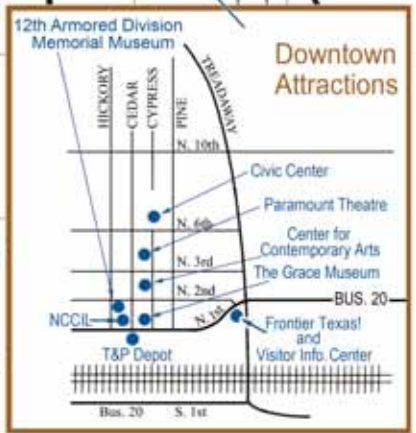 12th Armored Division
Memorial Museum
Downtown
Attractions
HICKORY
CEDAR
CYPRESS
PINE
TREADAWAY
N. 10th
Civic Center
N. 6th
Paramount Theatre
Center for
Contemporary Arts
N. 3rd
The Grace Museum
N. 2nd
BUS. 20
NCCIL
N. 1st
Frontier Texas!
and
Visitor Info. Center
T&P Depot
Bus. 20 S. 1st